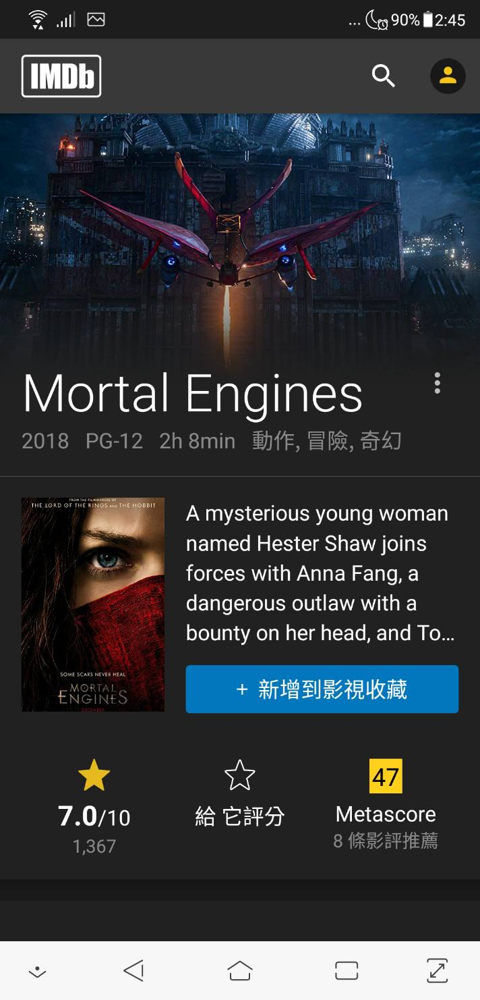 ... 90% 2:45
IMDb
Mortal Engines
2018 PG-12 2h 8min 動作, 冒險, 奇幻
FROM THE FILMMAKERS OF
THE LORD OF THE RINGS AND THE HOBBIT
SOME SCARS NEVER HEAL
MORTAL
ENGINES
DECEMBER
A mysterious young woman
named Hester Shaw joins
forces with Anna Fang, a
dangerous outlaw with a
bounty on her head, and To...
+ 新增到影視收藏
7.0/10
1,367
給 它評分
47
Metascore
8 條影評推薦